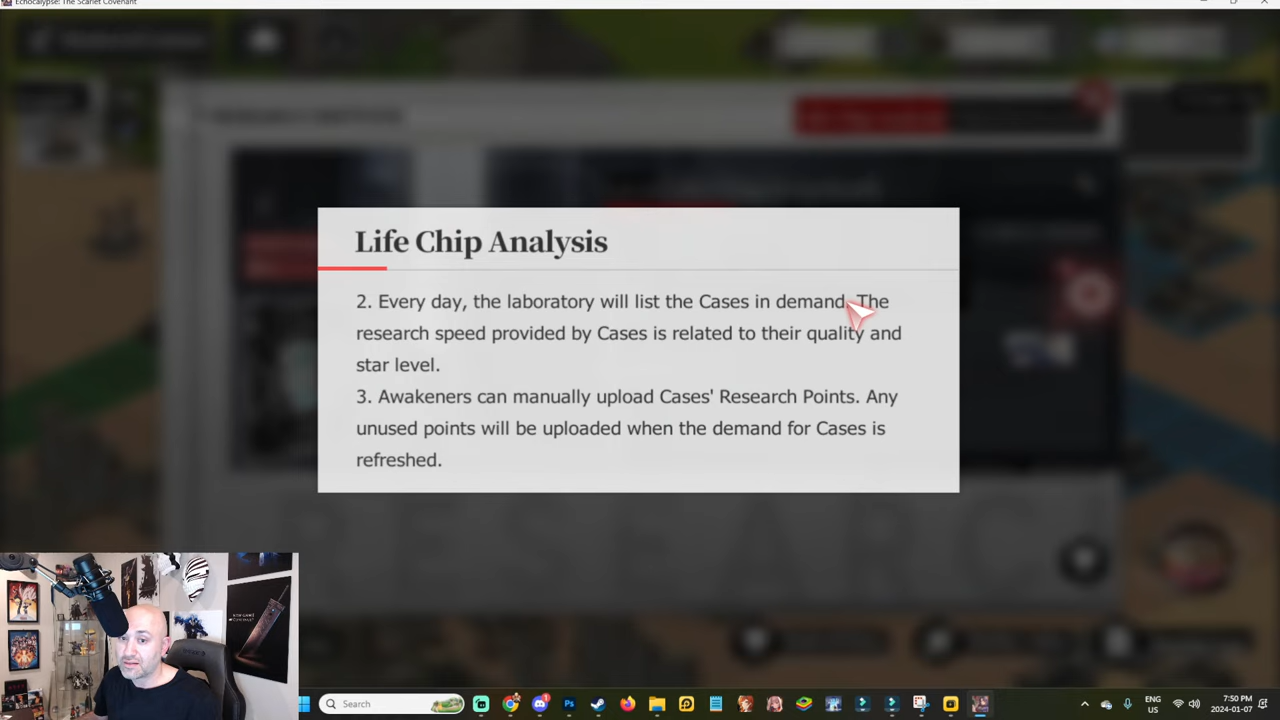 Echocalypse: The Scarlet Covenant
Life Chip Analysis
2. Every day, the laboratory will list the Cases in demand. The
research speed provided by Cases is related to their quality and
star level.
3. Awakeners can manually upload Cases' Research Points. Any
unused points will be uploaded when the demand for Cases is
refreshed.
Search
ENG
US
7:50 PM
2024-01-07